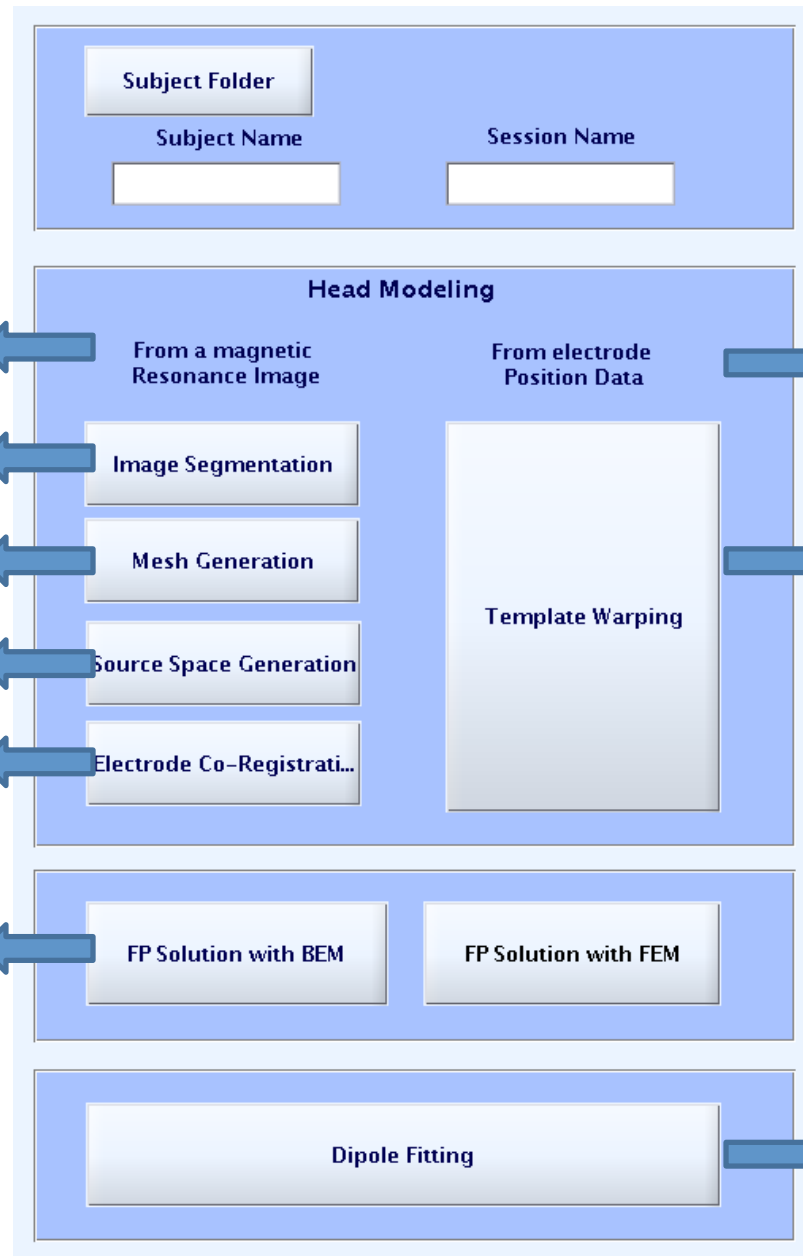 Subject Folder
Subject Name
Session Name
Head Modeling
From a magnetic
Resonance Image
From electrode
Position Data
Image Segmentation
Mesh Generation
Source Space Generation
Electrode Co-Registrati...
Template Warping
FP Solution with BEM
FP Solution with FEM
Dipole Fitting